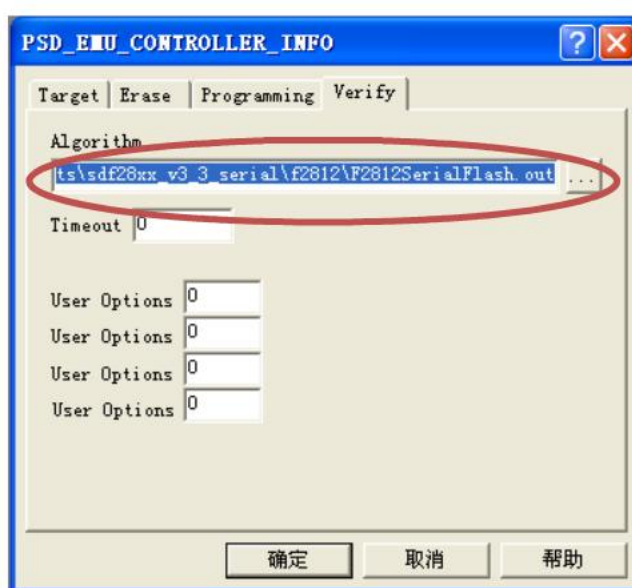 PSD_EMU_CONTROLLER_INFO
Target Erase Programming Verify
Algorithm
ts\sdf28xx_v3_3_serial\f2812\F2812SerialFlash.out ...
Timeout 0
User Options 0
User Options 0
User Options 0
User Options 0
确定 取消 帮助